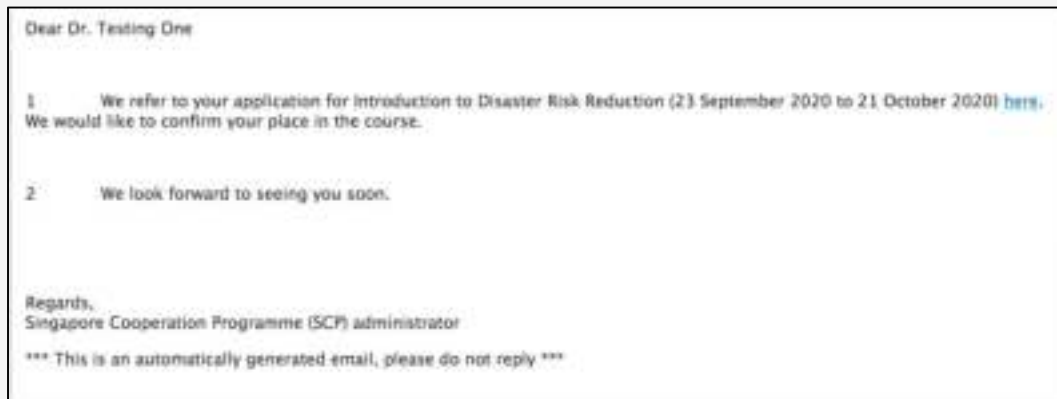 Dear Dr. Testing One
1 We refer to your application for Introduction to Disaster Risk Reduction (23 September 2020 to 21 October 2020) here.
We would like to confirm your place in the course.
2 We look forward to seeing you soon.
Regards,
Singapore Cooperation Programme (SCP) administrator
*** This is an automatically generated email, please do not reply ***